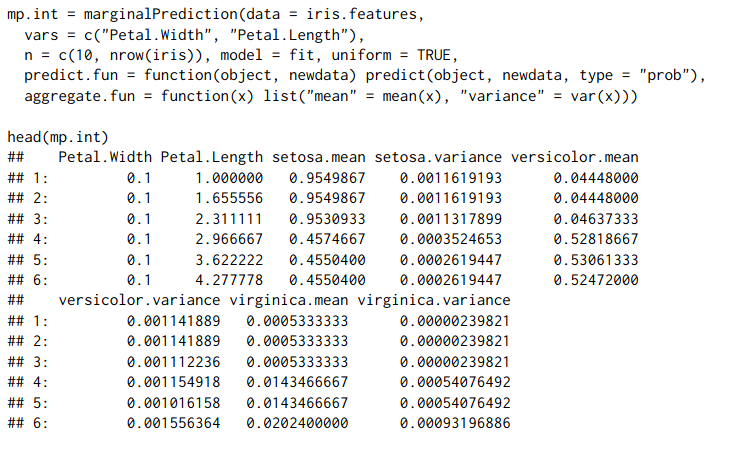 mp.int = marginalPrediction(data = iris.features,
  vars = c("Petal.Width", "Petal.Length"),
  n = c(10, nrow(iris)), model = fit, uniform = TRUE,
  predict.fun = function(object, newdata) predict(object, newdata, type = "prob"),
  aggregate.fun = function(x) list("mean" = mean(x), "variance" = var(x)))

head(mp.int)
##    Petal.Width Petal.Length setosa.mean setosa.variance versicolor.mean
## 1:         0.1     1.000000   0.9549867    0.0011619193      0.04448000
## 2:         0.1     1.655556   0.9549867    0.0011619193      0.04448000
## 3:         0.1     2.311111   0.9530933    0.0011317899      0.04637333
## 4:         0.1     2.966667   0.4574667    0.0003524653      0.52818667
## 5:         0.1     3.622222   0.4550400    0.0002619447      0.53061333
## 6:         0.1     4.277778   0.4550400    0.0002619447      0.52472000
##    versicolor.variance virginica.mean virginica.variance
## 1:         0.001141889   0.0005333333      0.00000239821
## 2:         0.001141889   0.0005333333      0.00000239821
## 3:         0.001112236   0.0005333333      0.00000239821
## 4:         0.001154918   0.0143466667      0.00054076492
## 5:         0.001016158   0.0143466667      0.00054076492
## 6:         0.001556364   0.0202400000      0.00093196886